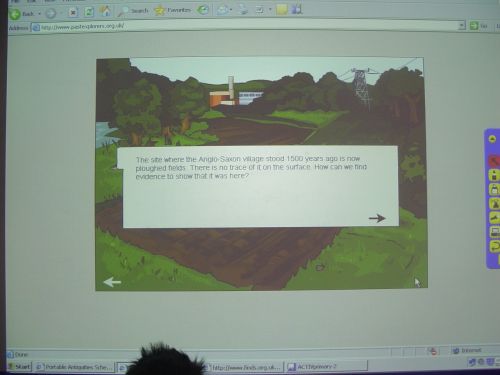 Back
Search
Favorites
Address http://www.pastexplorers.org.uk/
Go
The site where the Anglo-Saxon village stood 1500 years ago is now
ploughed fields. There is no trace of it on the surface. How can we find
evidence to show that it was here?
Done
Internet
Start
Portable Antiquities Sche...
http://www.finds.org.uk...
ACTIVprimary-2